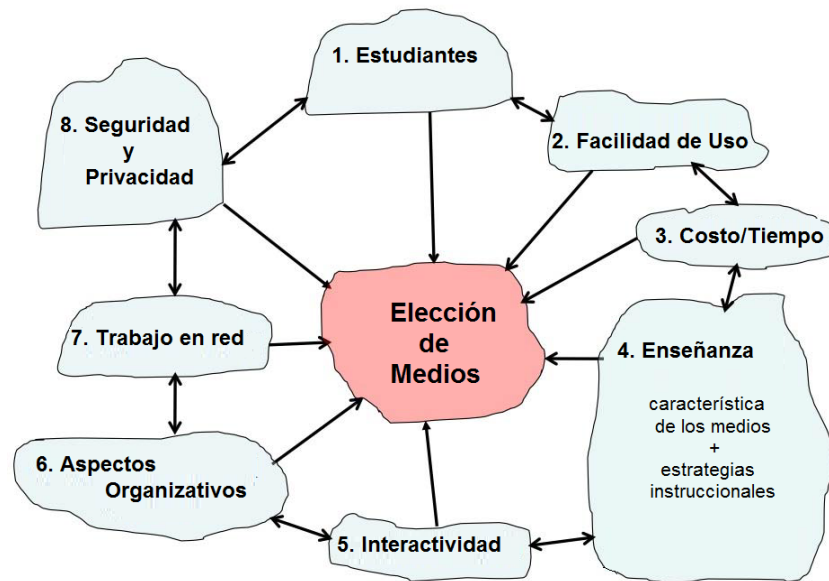 1. Estudiantes
2. Facilidad de Uso
3. Costo/Tiempo
4. Enseñanza
característica
de los medios
+
estrategias
instruccionales
5. Interactividad
6. Aspectos
Organizativos
7. Trabajo en red
8. Seguridad
y
Privacidad
Elección
de
Medios